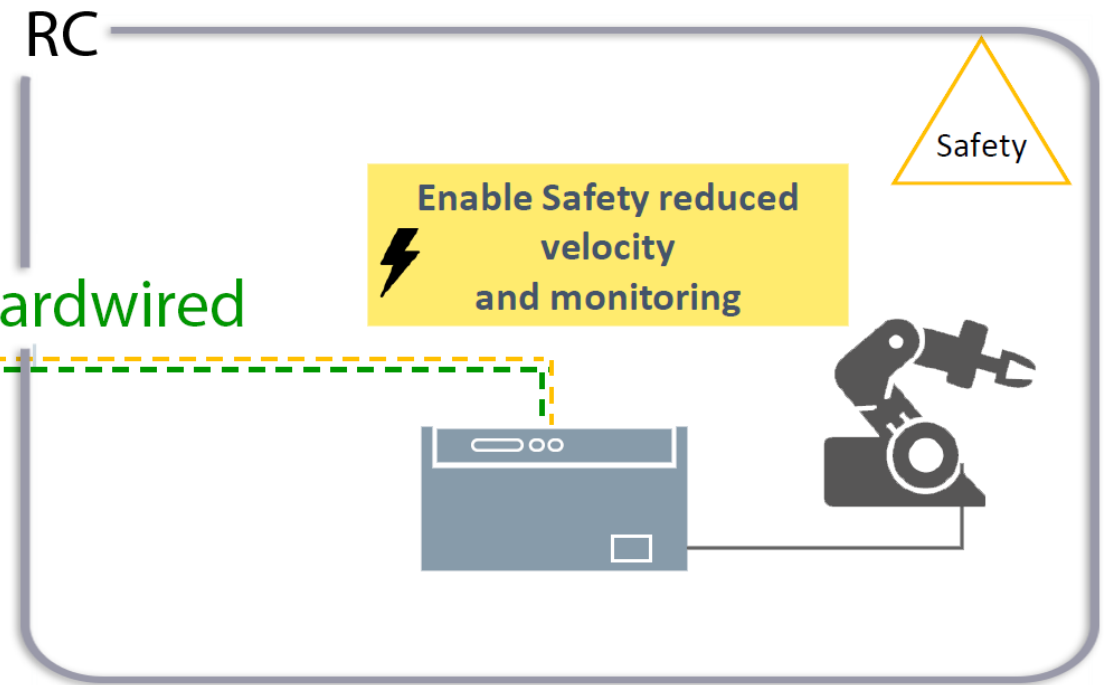 RC
Safety
Enable Safety reduced
velocity
and monitoring
ardwired